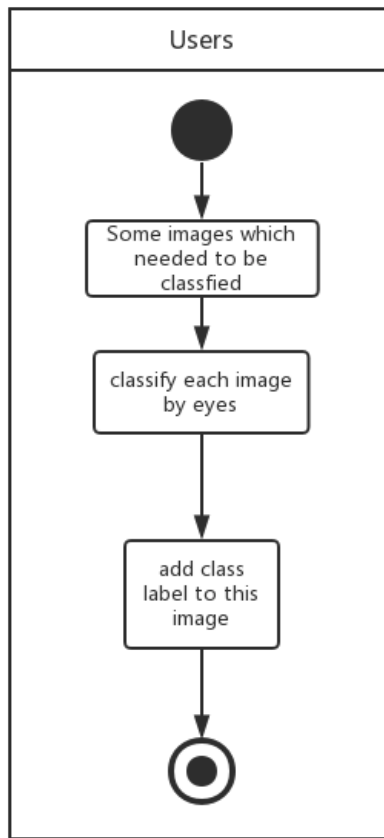 Users
Some images which
needed to be
classfied
classify each image
by eyes
add class
label to this
image